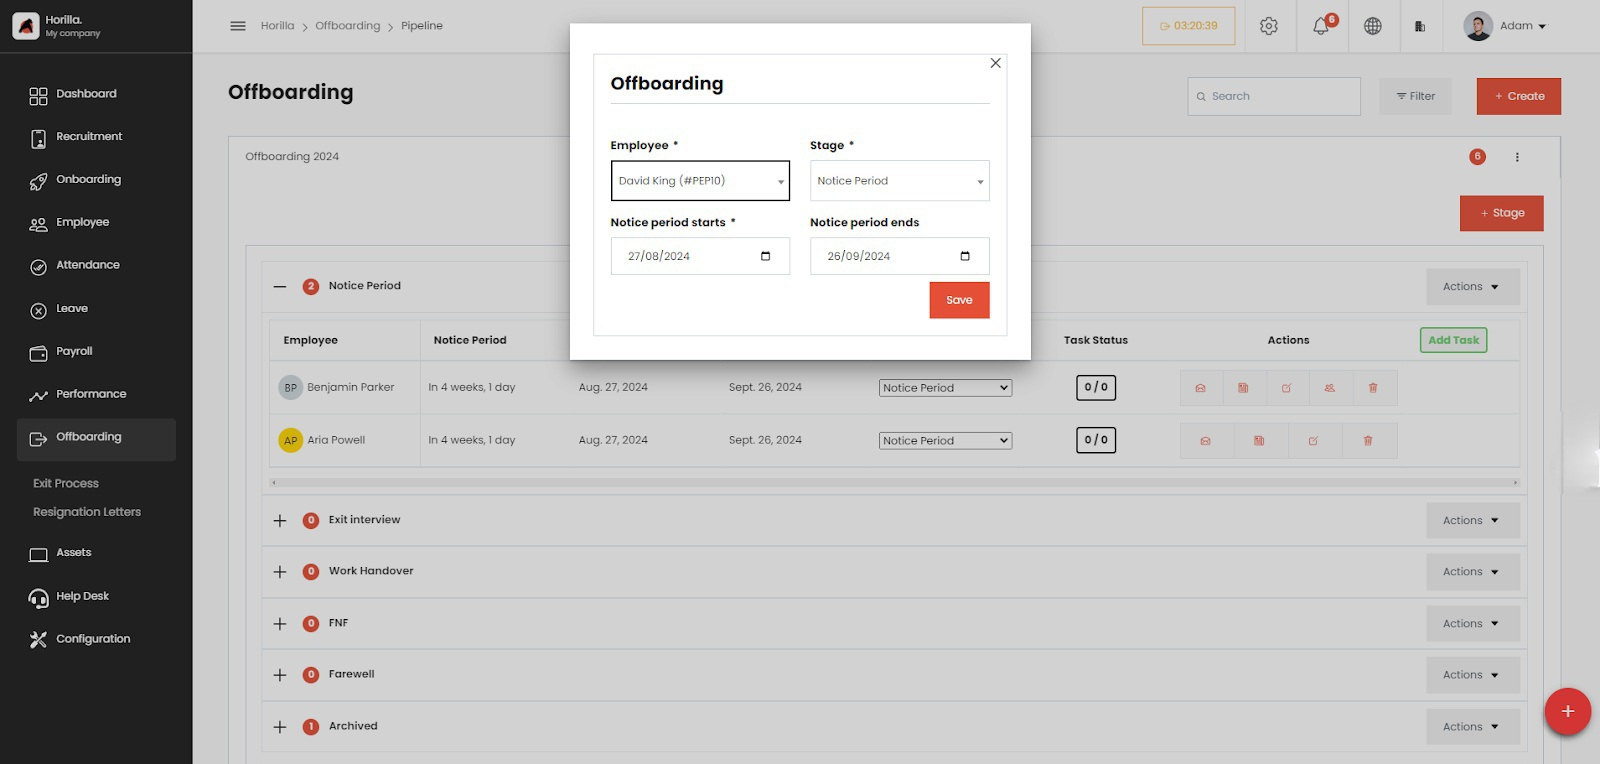 Horilla.
My company
Dashboard
Recruitment
Onboarding
Employee
Attendance
Leave
Payroll
Performance
Offboarding
Exit Process
Resignation Letters
Assets
Help Desk
Configuration
Horilla > Offboarding > Pipeline
03:20:39
6
Adam
Offboarding
Search
Filter
+ Create
Offboarding 2024
6
+ Stage
Offboarding
Employee *
Stage *
David King (#PEP10)
Notice Period
Notice period starts *
Notice period ends
27/08/2024
26/09/2024
Save
2 Notice Period
Actions
Employee Notice Period Task Status Actions Add Task
BP Benjamin Parker In 4 weeks, 1 day Aug. 27, 2024 Sept. 26, 2024 Notice Period 0 / 0
AP Aria Powell In 4 weeks, 1 day Aug. 27, 2024 Sept. 26, 2024 Notice Period 0 / 0
0 Exit interview Actions
0 Work Handover Actions
0 FNF Actions
0 Farewell Actions
1 Archived Actions
+